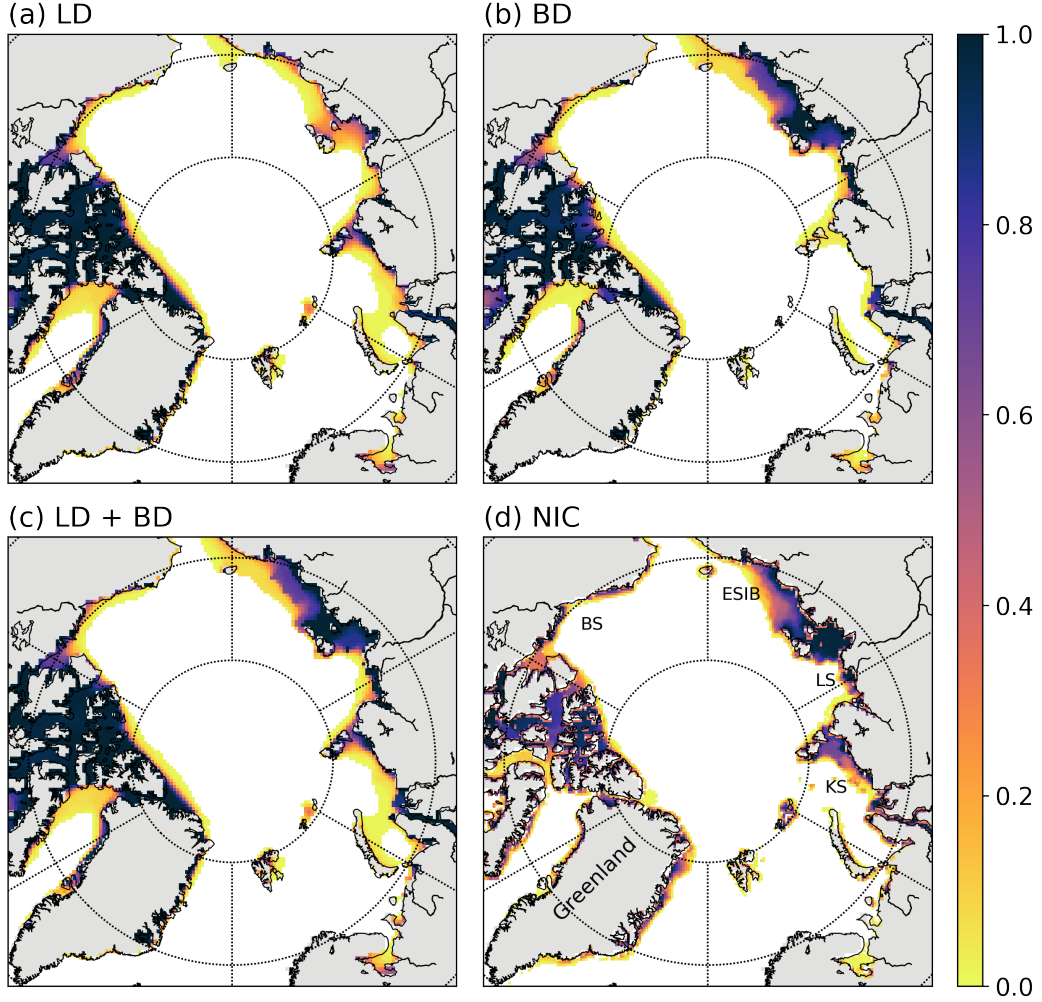 (a) LD
(b) BD
1.0
0.8
0.6
0.4
0.2
0.0
(c) LD + BD
(d) NIC
ESIB
BS
LS
KS
Greenland